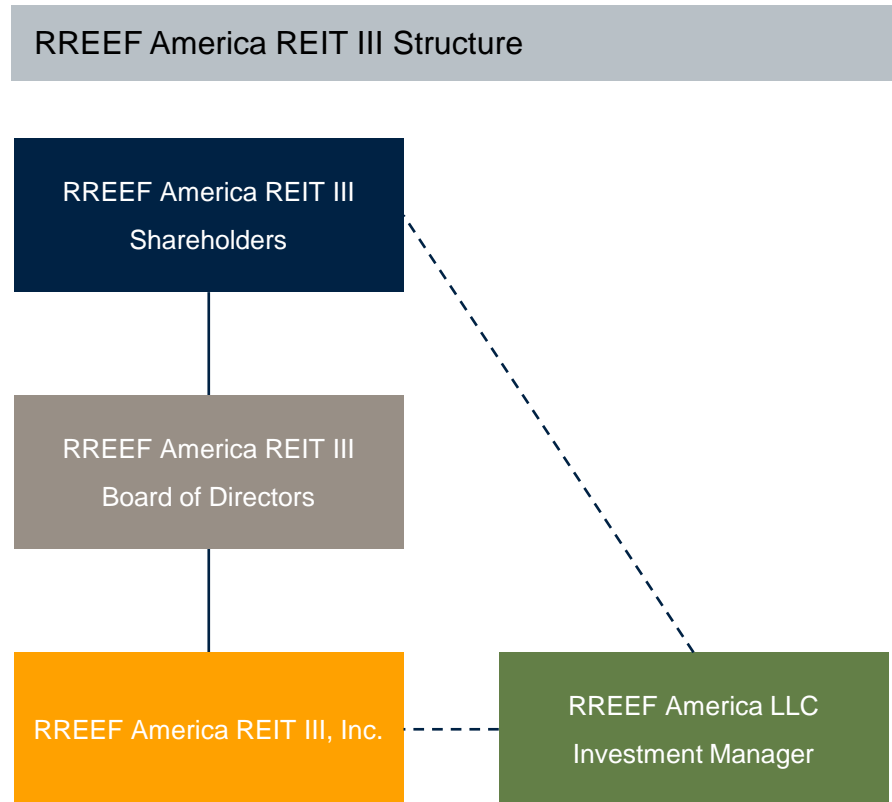 RREEF America REIT III Structure
RREEF America REIT III
Shareholders
RREEF America REIT III
Board of Directors
RREEF America REIT III, Inc.
RREEF America LLC
Investment Manager